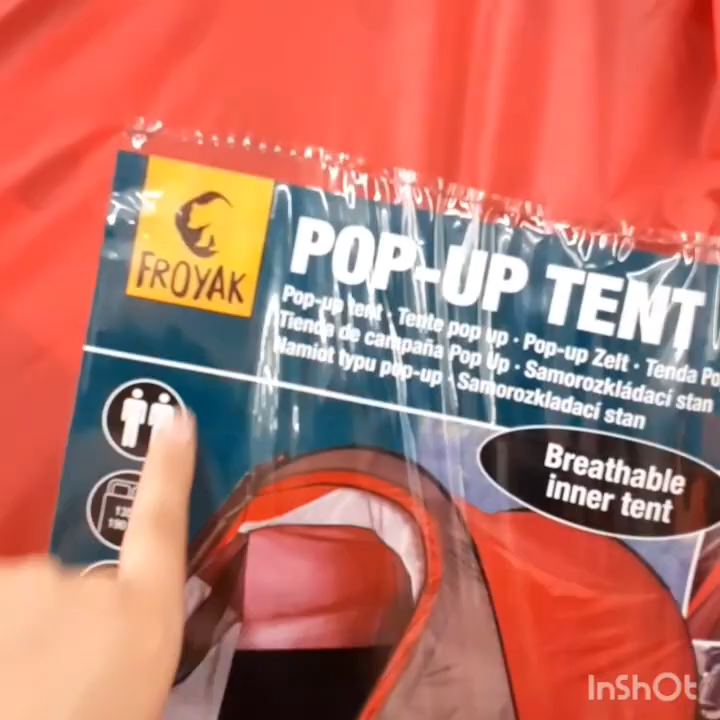 FROYAK
POP-UP TENT
Pop-up tent · Tente pop up · Pop-up Zelt · Tenda Po
Tienda de campaña Pop Up · Samorozkládací stan
Namiot typu pop-up · Samorozkladací stan
Breathable
inner tent
InShOt